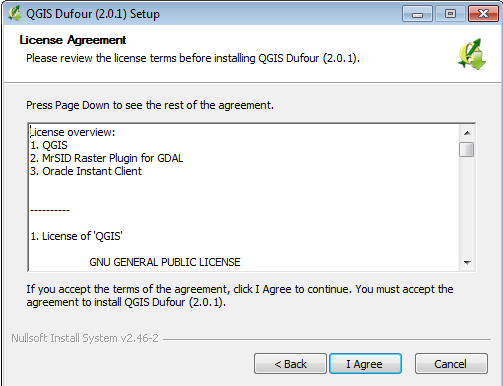 QGIS Dufour (2.0.1) Setup
License Agreement
Please review the license terms before installing QGIS Dufour (2.0.1).
Press Page Down to see the rest of the agreement.
License overview:
1. QGIS
2. MrSID Raster Plugin for GDAL
3. Oracle Instant Client
----------
1. License of 'QGIS'
GNU GENERAL PUBLIC LICENSE
If you accept the terms of the agreement, click I Agree to continue. You must accept the
agreement to install QGIS Dufour (2.0.1).
Nullsoft Install System v2.46-2
< Back I Agree Cancel